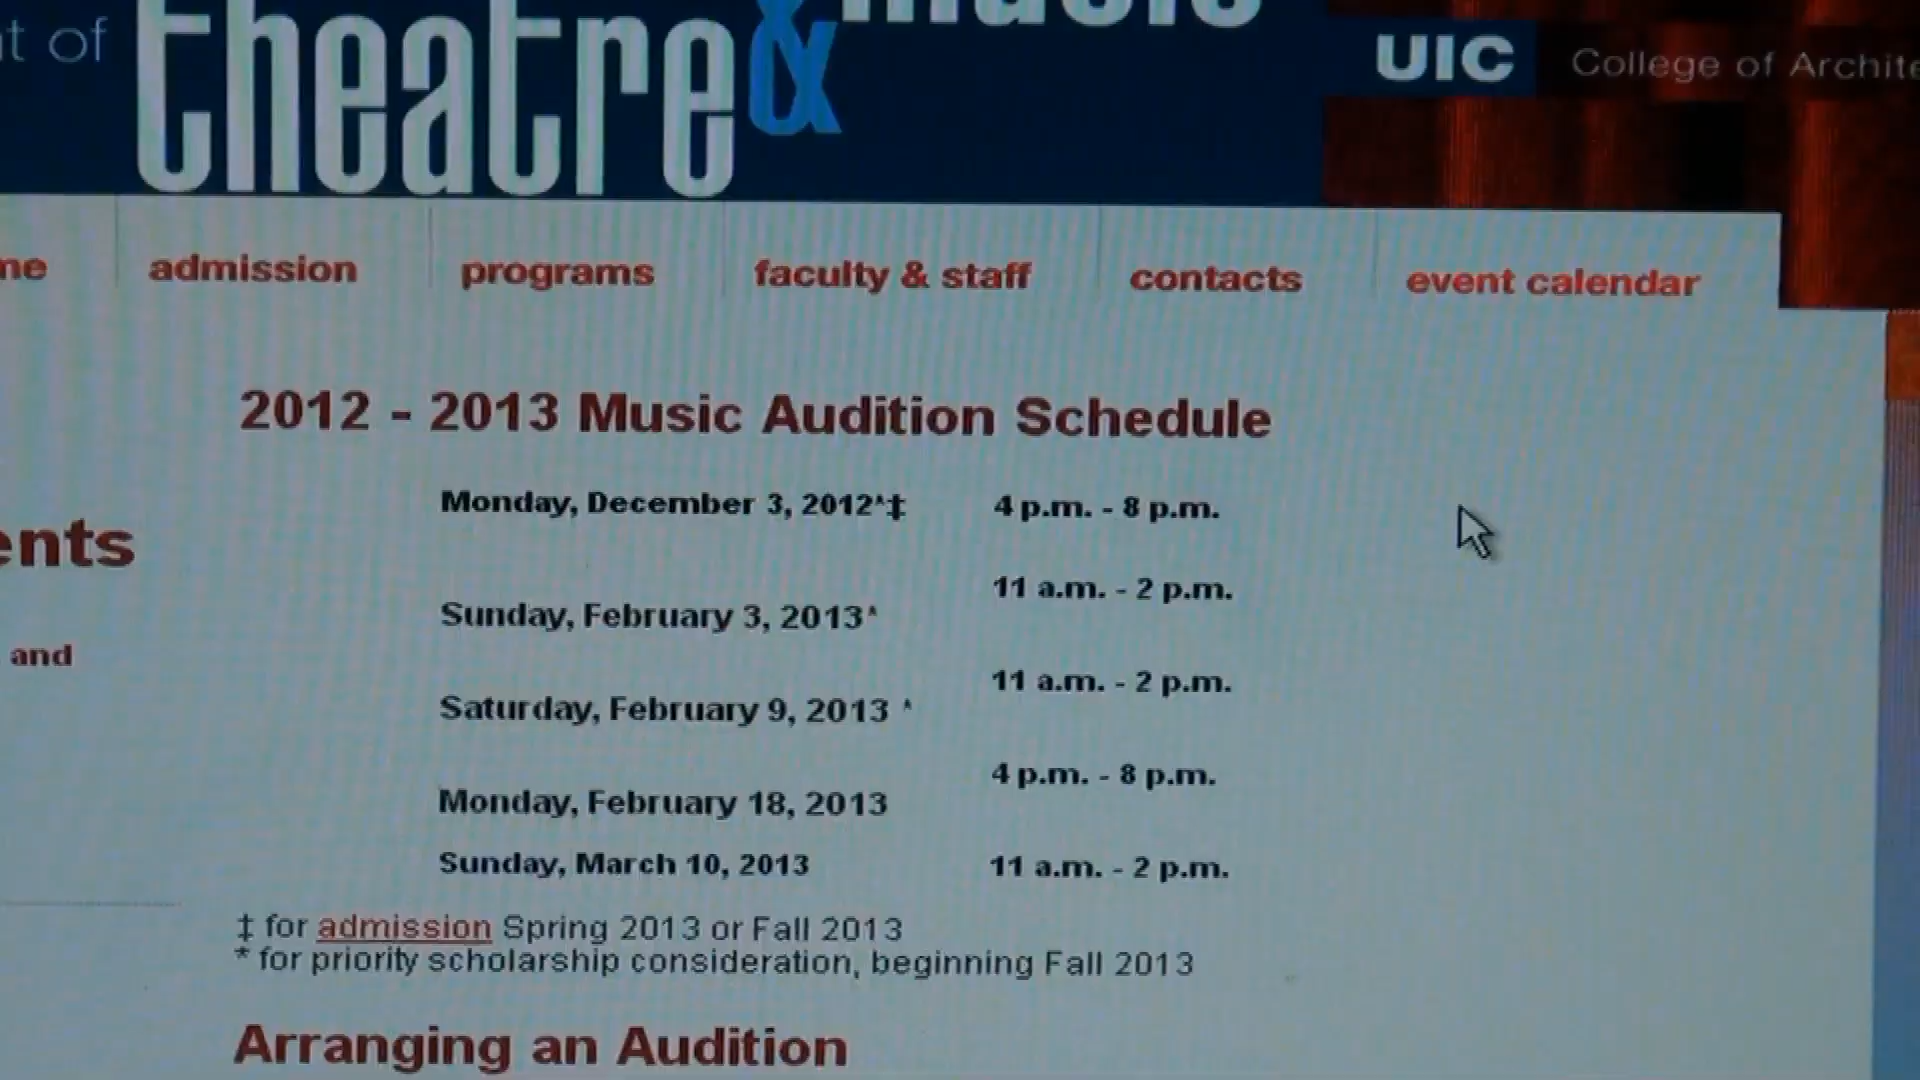 t of theatre & music
UIC College of Archite
me admission programs faculty & staff contacts event calendar
2012 - 2013 Music Audition Schedule
Monday, December 3, 2012*‡ 4 p.m. - 8 p.m.
11 a.m. - 2 p.m.
Sunday, February 3, 2013*
ents
and
11 a.m. - 2 p.m.
Saturday, February 9, 2013 *
4 p.m. - 8 p.m.
Monday, February 18, 2013
Sunday, March 10, 2013 11 a.m. - 2 p.m.
‡ for admission Spring 2013 or Fall 2013
* for priority scholarship consideration, beginning Fall 2013
Arranging an Audition